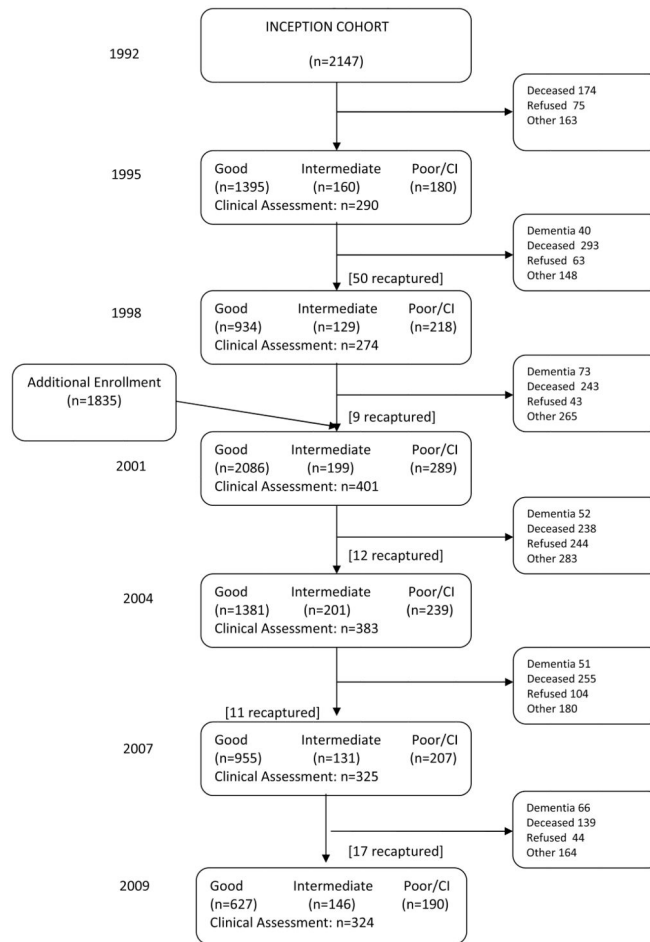 INCEPTION COHORT
1992
(n=2147)
Deceased 174
Refused 75
Other 163
1995
Good Intermediate Poor/CI
(n=1395) (n=160) (n=180)
Clinical Assessment: n=290
Dementia 40
Deceased 293
Refused 63
Other 148
[50 recaptured]
1998
Good Intermediate Poor/CI
(n=934) (n=129) (n=218)
Clinical Assessment: n=274
Additional Enrollment
(n=1835)
Dementia 73
Deceased 243
Refused 43
Other 265
[9 recaptured]
2001
Good Intermediate Poor/CI
(n=2086) (n=199) (n=289)
Clinical Assessment: n=401
Dementia 52
Deceased 238
Refused 244
Other 283
[12 recaptured]
2004
Good Intermediate Poor/CI
(n=1381) (n=201) (n=239)
Clinical Assessment: n=383
Dementia 51
Deceased 255
Refused 104
Other 180
[11 recaptured]
2007
Good Intermediate Poor/CI
(n=955) (n=131) (n=207)
Clinical Assessment: n=325
Dementia 66
Deceased 139
Refused 44
Other 164
[17 recaptured]
2009
Good Intermediate Poor/CI
(n=627) (n=146) (n=190)
Clinical Assessment: n=324